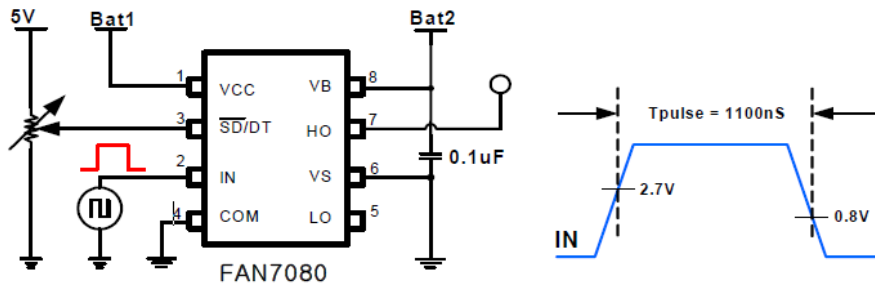 5V
Bat1
Bat2
1
VCC
VB
8
3
SD/DT
HO
7
2
IN
VS
6
0.1uF
4
COM
LO
5
FAN7080
Tpulse = 1100nS
2.7V
0.8V
IN